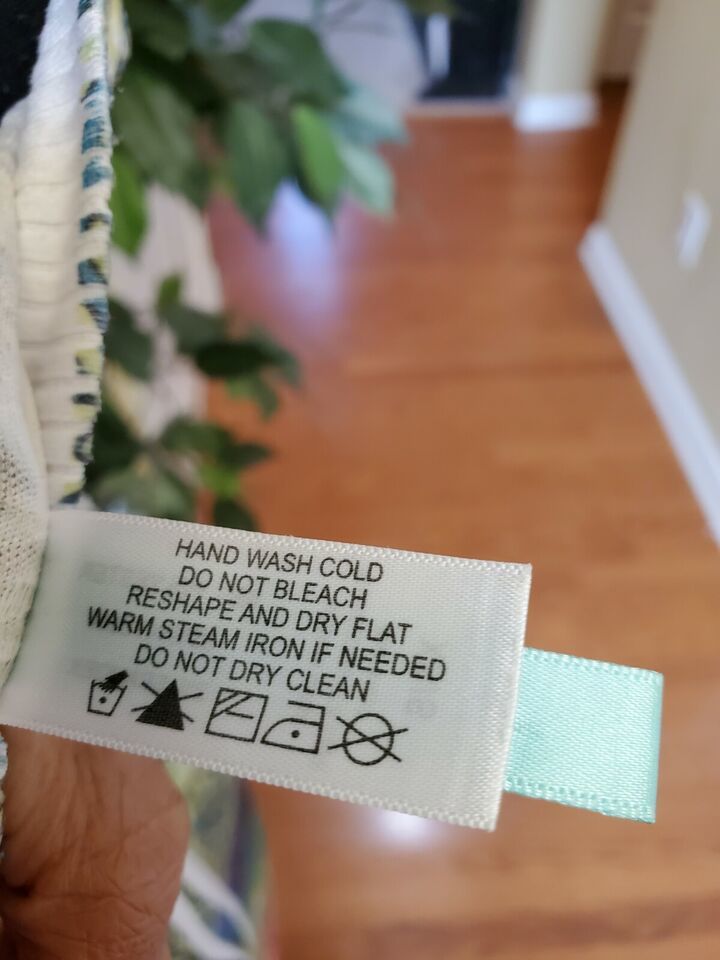 HAND WASH COLD
DO NOT BLEACH
RESHAPE AND DRY FLAT
WARM STEAM IRON IF NEEDED
DO NOT DRY CLEAN